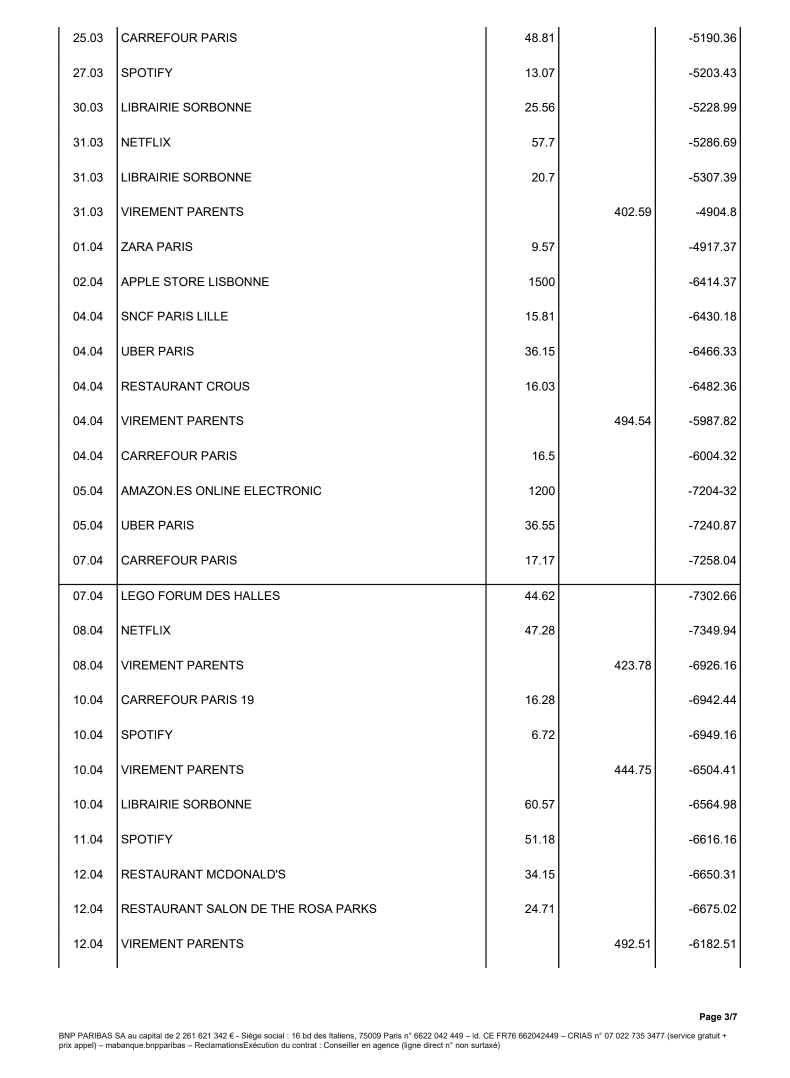 25.03 CARREFOUR PARIS 48.81 -5190.36
27.03 SPOTIFY 13.07 -5203.43
30.03 LIBRAIRIE SORBONNE 25.56 -5228.99
31.03 NETFLIX 57.7 -5286.69
31.03 LIBRAIRIE SORBONNE 20.7 -5307.39
31.03 VIREMENT PARENTS 402.59 -4904.8
01.04 ZARA PARIS 9.57 -4917.37
02.04 APPLE STORE LISBONNE 1500 -6414.37
04.04 SNCF PARIS LILLE 15.81 -6430.18
04.04 UBER PARIS 36.15 -6466.33
04.04 RESTAURANT CROUS 16.03 -6482.36
04.04 VIREMENT PARENTS 494.54 -5987.82
04.04 CARREFOUR PARIS 16.5 -6004.32
05.04 AMAZON.ES ONLINE ELECTRONIC 1200 -7204-32
05.04 UBER PARIS 36.55 -7240.87
07.04 CARREFOUR PARIS 17.17 -7258.04
07.04 LEGO FORUM DES HALLES 44.62 -7302.66
08.04 NETFLIX 47.28 -7349.94
08.04 VIREMENT PARENTS 423.78 -6926.16
10.04 CARREFOUR PARIS 19 16.28 -6942.44
10.04 SPOTIFY 6.72 -6949.16
10.04 VIREMENT PARENTS 444.75 -6504.41
10.04 LIBRAIRIE SORBONNE 60.57 -6564.98
11.04 SPOTIFY 51.18 -6616.16
12.04 RESTAURANT MCDONALD'S 34.15 -6650.31
12.04 RESTAURANT SALON DE THE ROSA PARKS 24.71 -6675.02
12.04 VIREMENT PARENTS 492.51 -6182.51
Page 3/7
BNP PARIBAS SA au capital de 2 261 621 342 € - Siège social : 16 bd des Italiens, 75009 Paris n° 6622 042 449 – Id. CE FR76 662042449 – CRIAS n° 07 022 735 3477 (service gratuit +
prix appel) – mabanque.bnpparibas – ReclamationsExécution du contrat : Conseiller en agence (ligne direct n° non surtaxé)